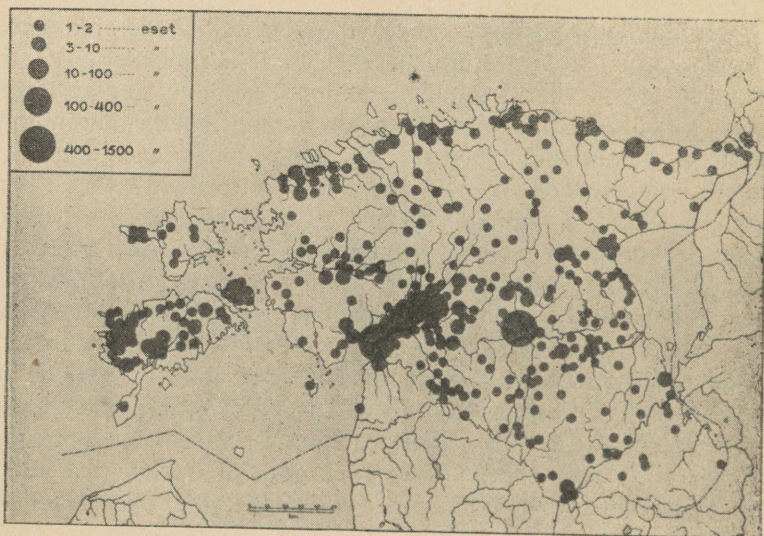 1-2 ------ eset
3-10 ----- "
10-100 ---- "
100-400 ---- "
400-1500 "